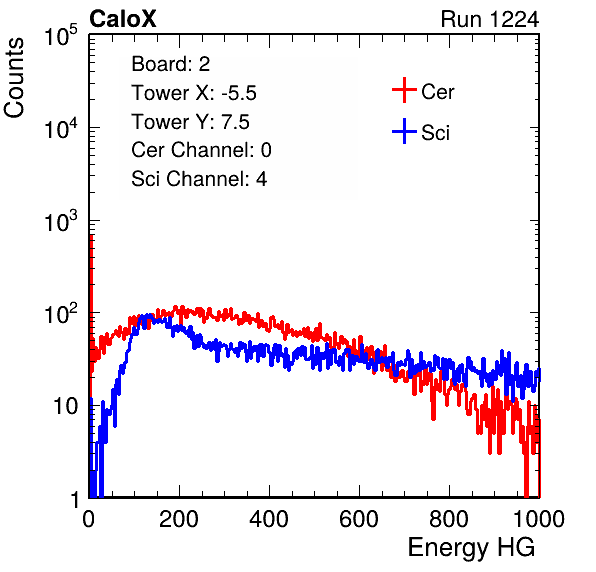 CaloX Run 1224
Counts
10^5
10^4
10^3
10^2
10
1
Board: 2
Tower X: -5.5
Tower Y: 7.5
Cer Channel: 0
Sci Channel: 4
Cer
Sci
0 200 400 600 800 1000
Energy HG